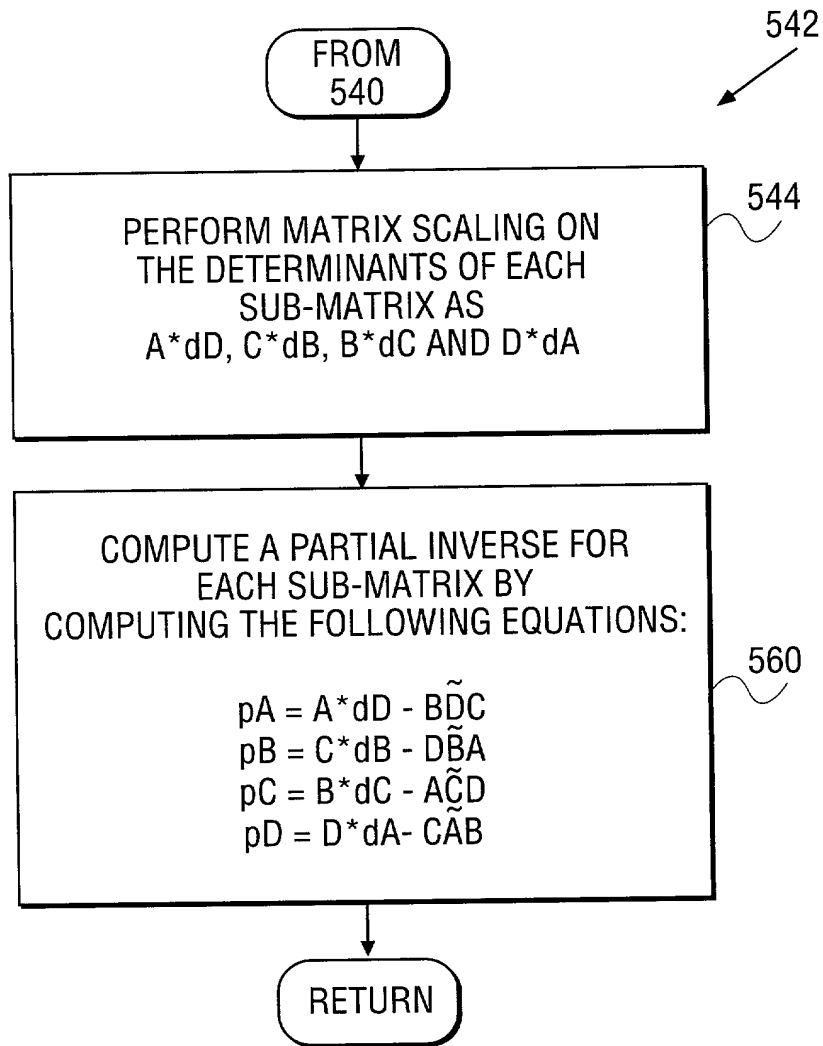 542
FROM
540
544
PERFORM MATRIX SCALING ON
THE DETERMINANTS OF EACH
SUB-MATRIX AS
A*dD, C*dB, B*dC AND D*dA
COMPUTE A PARTIAL INVERSE FOR
EACH SUB-MATRIX BY
COMPUTING THE FOLLOWING EQUATIONS:
560
pA = A*dD - BD̃C
pB = C*dB - DB̃A
pC = B*dC - AC̃D
pD = D*dA- CÃB
RETURN